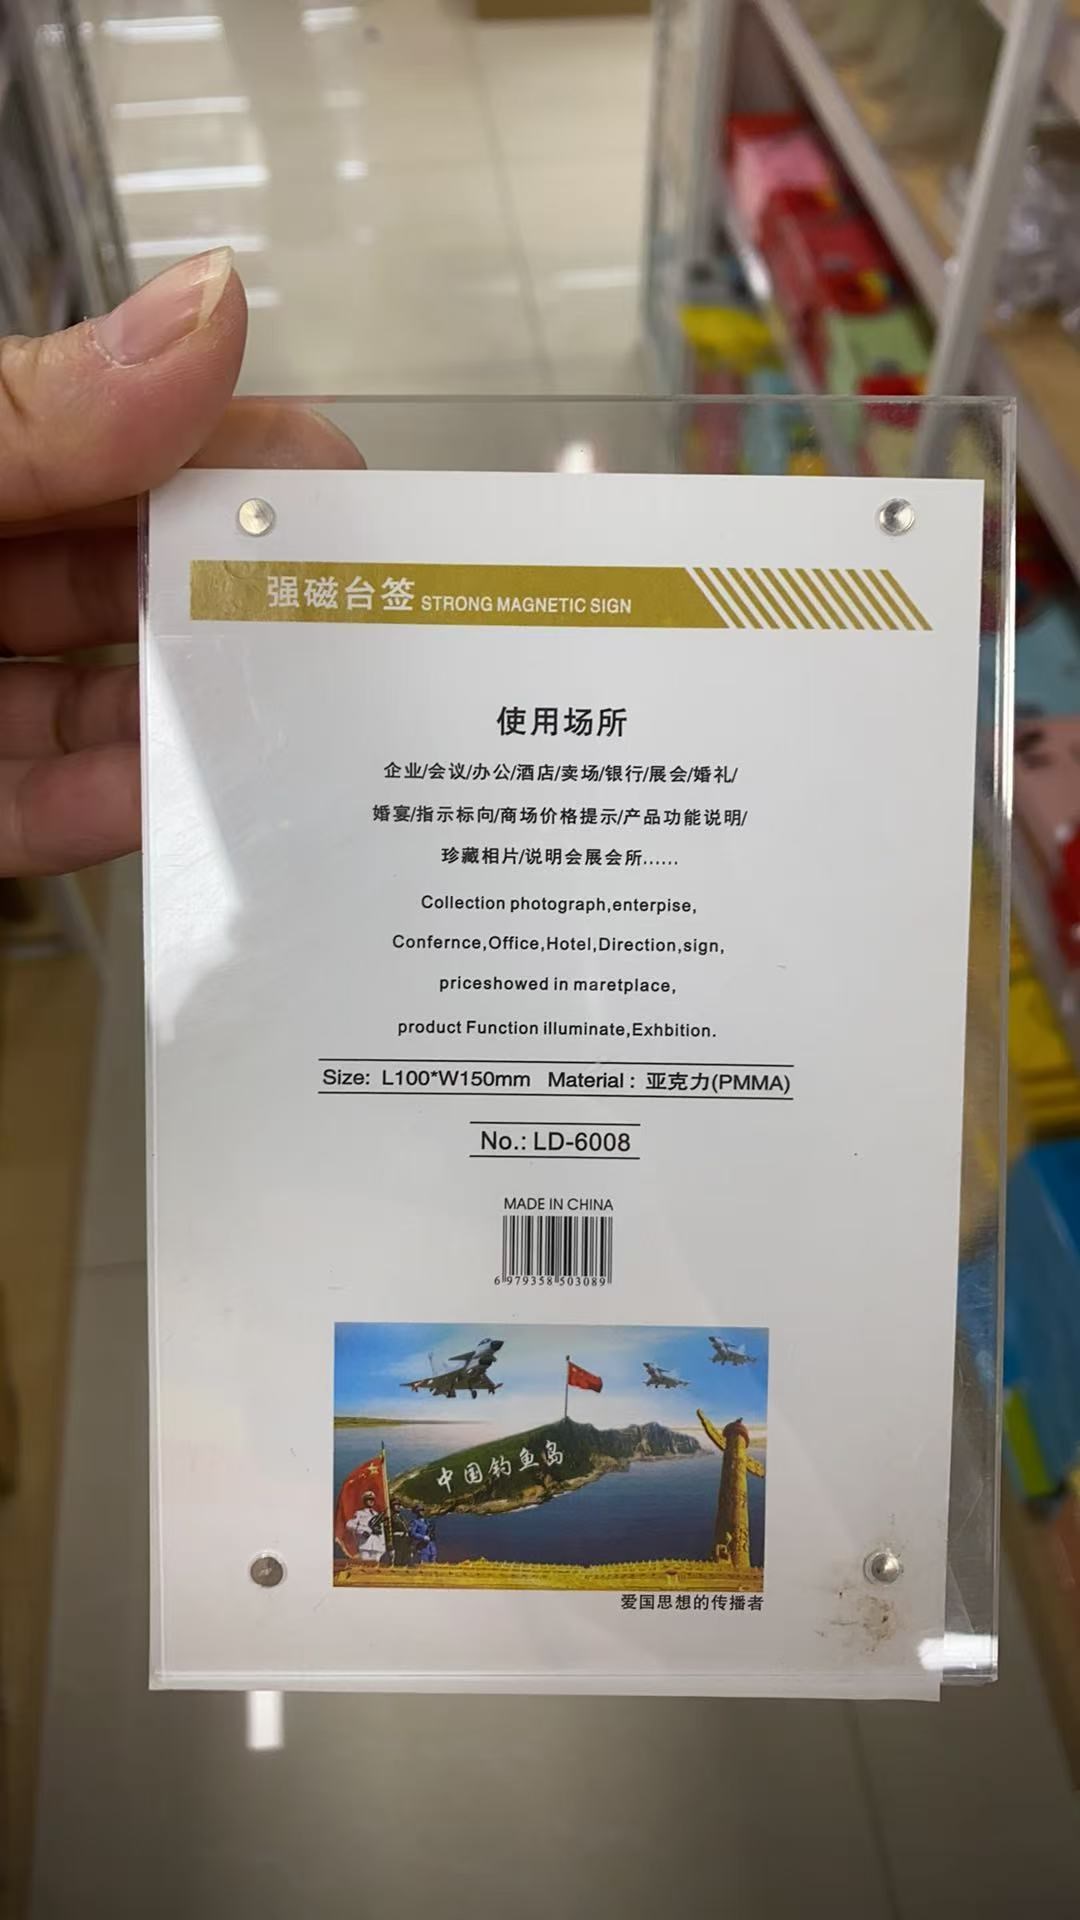 强磁台签 STRONG MAGNETIC SIGN
使用场所
企业/会议/办公/酒店/卖场/银行/展会/婚礼/
婚宴/指示标向/商场价格提示/产品功能说明/
珍藏相片/说明会展会所……
Collection photograph,enterpise,
Confernce,Office,Hotel,Direction,sign,
priceshowed in maretplace,
product Function illuminate,Exhbition.
Size: L100*W150mm Material : 亚克力(PMMA)
No.: LD-6008
MADE IN CHINA
6 979358 503089
中国钓鱼岛
爱国思想的传播者